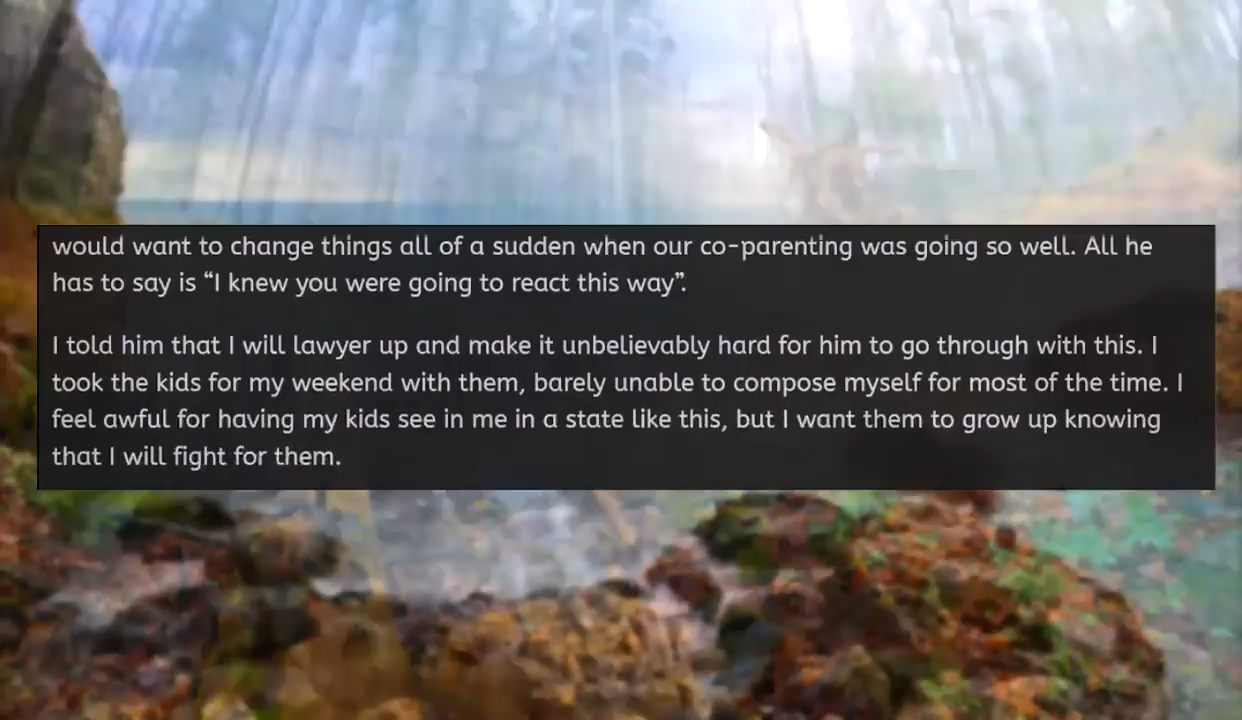 would want to change things all of a sudden when our co-parenting was going so well. All he
has to say is “I knew you were going to react this way”.
I told him that I will lawyer up and make it unbelievably hard for him to go through with this. I
took the kids for my weekend with them, barely unable to compose myself for most of the time. I
feel awful for having my kids see in me in a state like this, but I want them to grow up knowing
that I will fight for them.